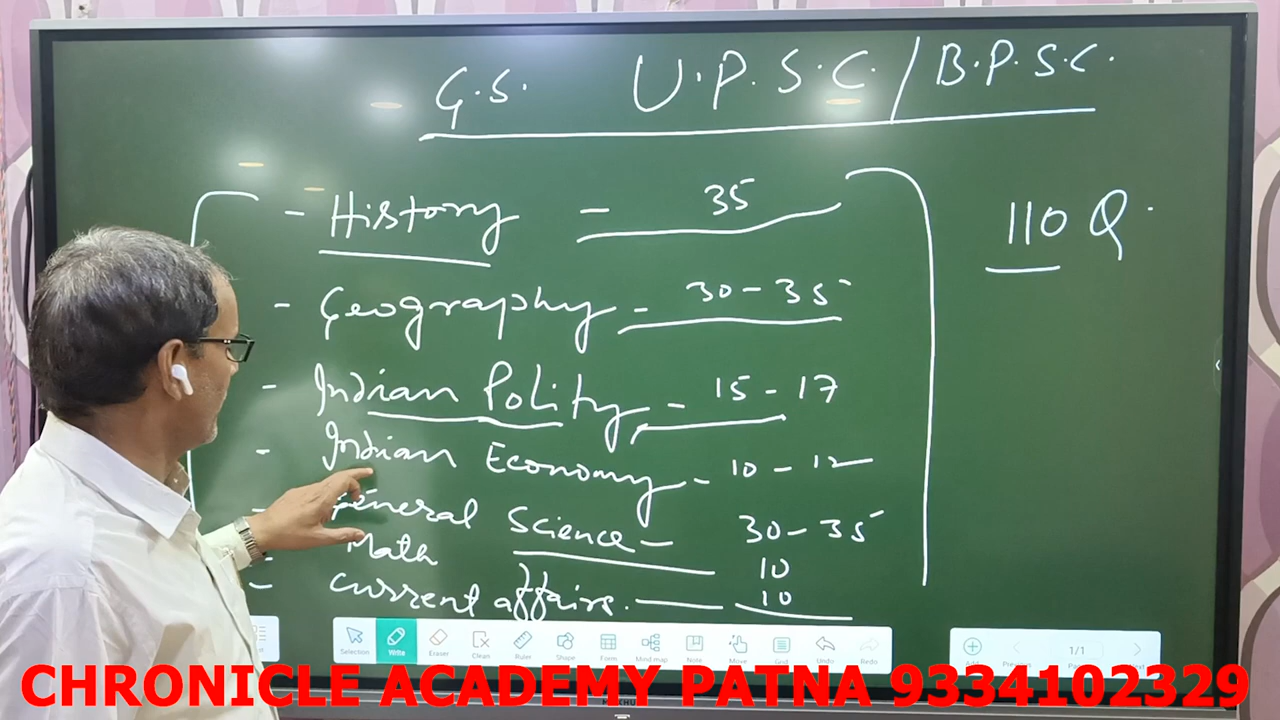 G.S. U.P.S.C. / B.P.S.C.
- History - 35
110 Q.
- Geography - 30-35
- Indian Polity - 15-17
- Indian Economy - 10-12
- General Science - 30-35
- Math 10
- Current affairs. - 10
Selection Write Eraser Clean Ruler Shape Form Mind map Note Move Grid Undo Redo
Add 1/1
CHRONICLE ACADEMY PATNA 9334102329